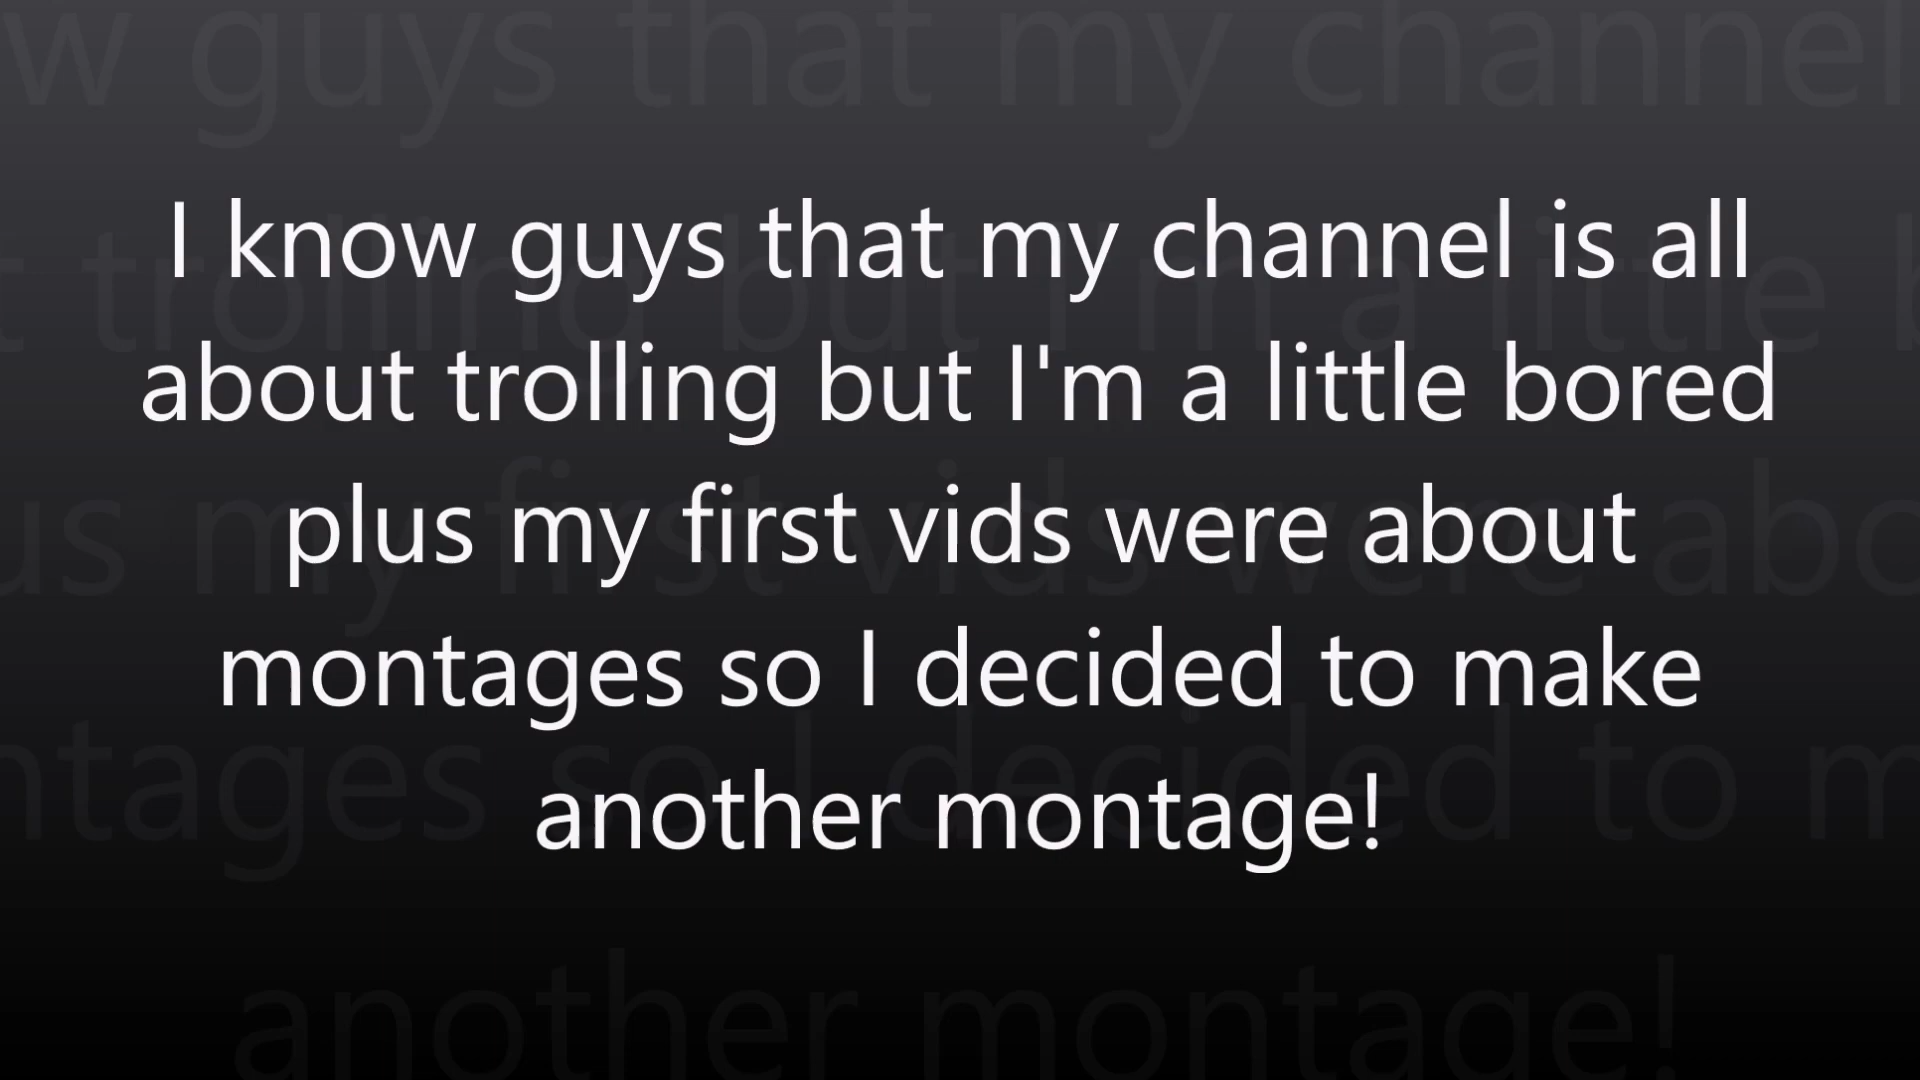 I know guys that my channel is all
about trolling but I'm a little bored
plus my first vids were about
montages so I decided to make
another montage!